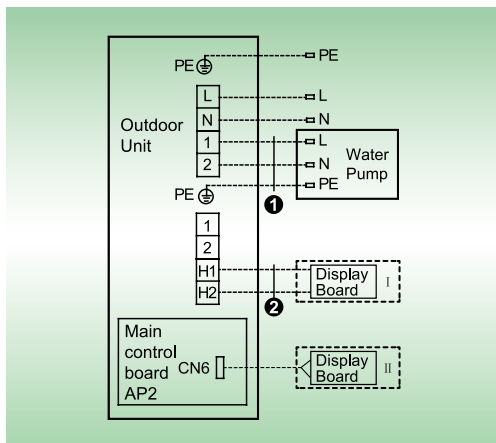 PE PE
L L
N N
Outdoor
Unit
1 L
Water
Pump
2 N
PE PE
1
1
2
H1
H2
2
Display
Board
I
Main
control
board
AP2
CN6
Display
Board
II